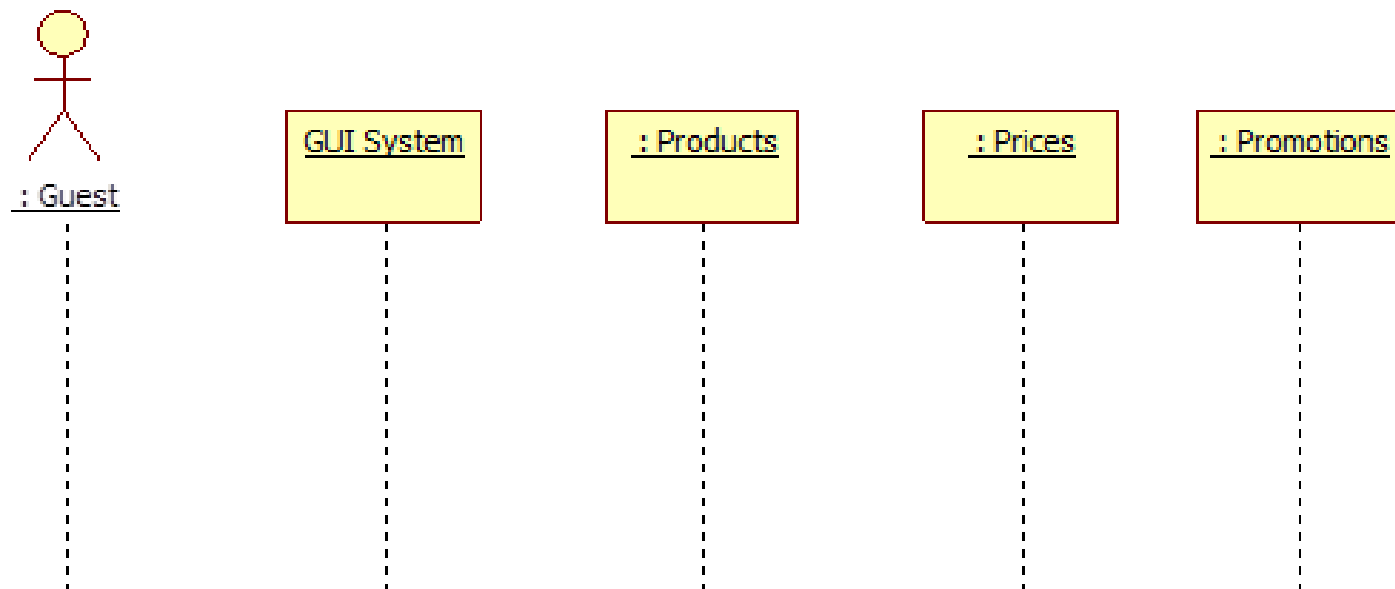 : Guest
GUI System
: Products
: Prices
: Promotions